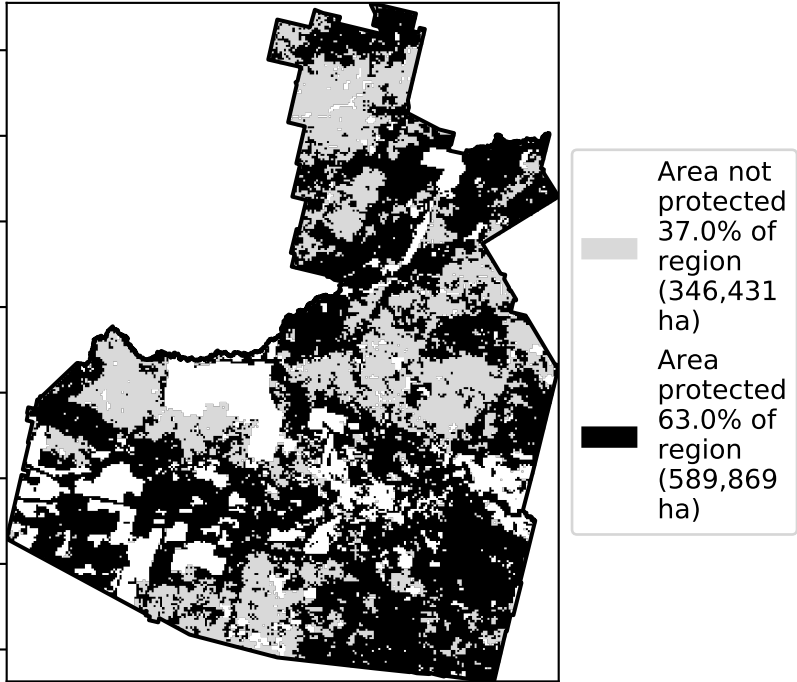 Area not
protected
37.0% of
region
(346,431
ha)
Area
protected
63.0% of
region
(589,869
ha)